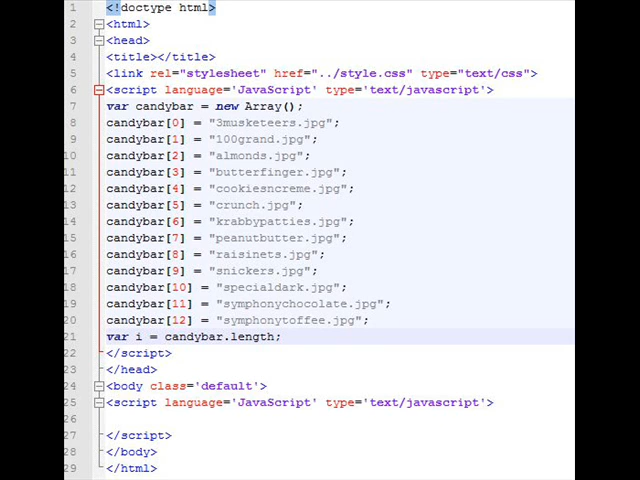 1 <!doctype html>
2 <html>
3 <head>
4 <title></title>
5 <link rel="stylesheet" href="../style.css" type="text/css">
6 <script language='JavaScript' type='text/javascript'>
7 var candybar = new Array();
8 candybar[0] = "3musketeers.jpg";
9 candybar[1] = "100grand.jpg";
10 candybar[2] = "almonds.jpg";
11 candybar[3] = "butterfinger.jpg";
12 candybar[4] = "cookiesncreme.jpg";
13 candybar[5] = "crunch.jpg";
14 candybar[6] = "krabbypatties.jpg";
15 candybar[7] = "peanutbutter.jpg";
16 candybar[8] = "raisinets.jpg";
17 candybar[9] = "snickers.jpg";
18 candybar[10] = "specialdark.jpg";
19 candybar[11] = "symphonychocolate.jpg";
20 candybar[12] = "symphonytoffee.jpg";
21 var i = candybar.length;
22 </script>
23 </head>
24 <body class='default'>
25 <script language='JavaScript' type='text/javascript'>
26
27 </script>
28 </body>
29 </html>